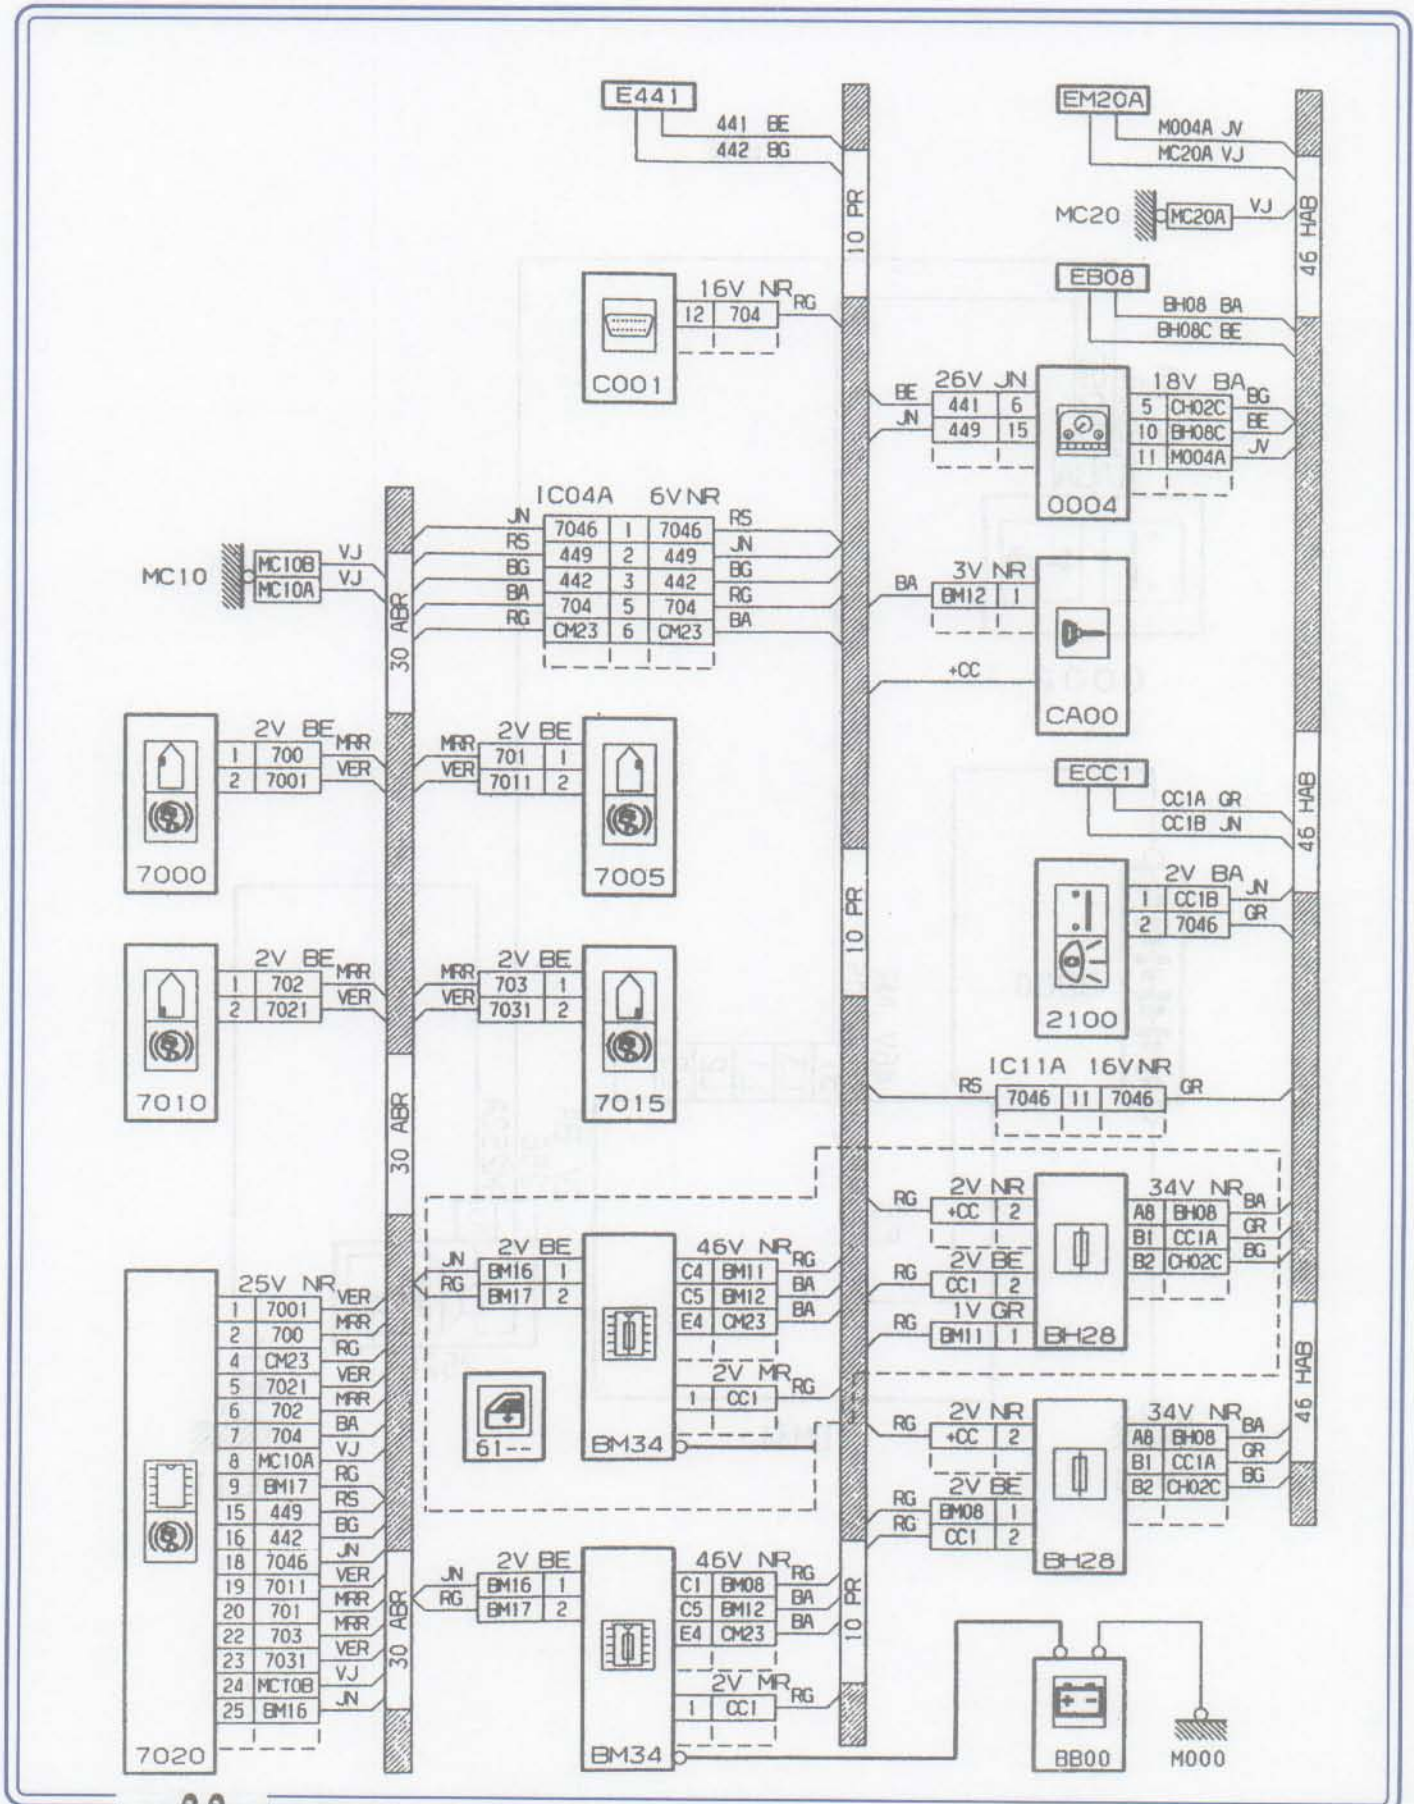 E441
441 BE
442 BG
EM20A
M004A JV
MC20A VJ
MC20
MC20A
VJ
10 PR
46 HAB
EB08
BH08 BA
BH08C BE
C001
16V NR
12 704
RG
26V JN
BE 441 6
JN 449 15
0004
18V BA
5 CH02C BG
10 BH08C BE
11 M004A JV
1C04A 6V NR
JN 7046 1 7046 RS
RS 449 2 449 JN
BG 442 3 442 BG
BA 704 5 704 RG
RG CM23 6 CM23 BA
MC10
MC10B VJ
MC10A VJ
30 ABR
3V NR
BA BM12 1
+CC
CA00
2V BE
1 700 MRR
2 7001 VER
7000
2V BE
MRR 701 1
VER 7011 2
7005
ECC1
CC1A GR
CC1B JN
46 HAB
2V BA
1 CC1B JN
2 7046 GR
2100
10 PR
2V BE
1 702 MRR
2 7021 VER
7010
2V BE
MRR 703 1
VER 7031 2
7015
30 ABR
1C11A 16V NR
RS 7046 11 7046 GR
2V NR
RG +CC 2
2V BE
RG CC1 2
1V GR
RG BM11 1
BH28
34V NR
A8 BH08 BA
B1 CC1A GR
B2 CH02C BG
2V BE
JN BM16 1
RG BM17 2
46V NR
C4 BM11 RG
C5 BM12 BA
E4 CM23 BA
2V MR
1 CC1 RG
BM34
61--
46 HAB
2V NR
RG +CC 2
2V BE
RG BM08 1
RG CC1 2
BH28
34V NR
A8 BH08 BA
B1 CC1A GR
B2 CH02C BG
25V NR
1 7001 VER
2 700 MRR
4 CM23 RG
5 7021 VER
6 702 MRR
7 704 BA
8 MC10A VJ
9 BM17 RG
15 449 RS
16 442 BG
18 7046 JN
19 7011 VER
20 701 MRR
22 703 MRR
23 7031 VER
24 MC10B VJ
25 BM16 JN
7020
30 ABR
2V BE
JN BM16 1
RG BM17 2
46V NR
C1 BM08 RG
C5 BM12 BA
E4 CM23 BA
2V MR
1 CC1 RG
BM34
10 PR
BB00
M000